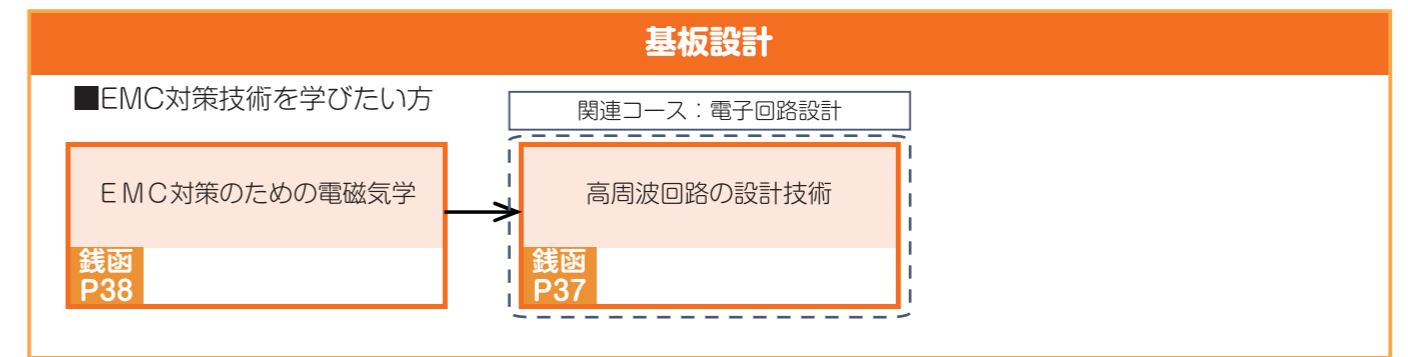 基板設計
■EMC対策技術を学びたい方
関連コース：電子回路設計
ＥＭＣ対策のための電磁気学
銭函
P38
高周波回路の設計技術
銭函
P37